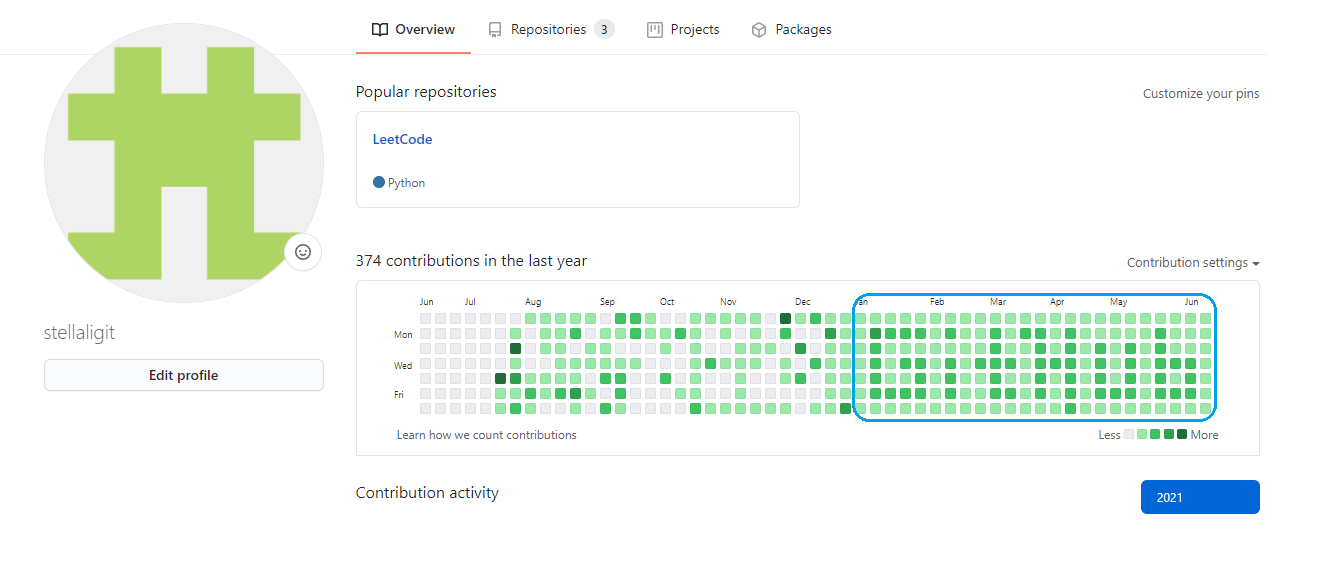 Overview Repositories 3 Projects Packages
Popular repositories Customize your pins
LeetCode
Python
374 contributions in the last year Contribution settings
Jun Jul Aug Sep Oct Nov Dec Jan Feb Mar Apr May Jun
Mon
Wed
Fri
Learn how we count contributions Less More
stellaligit
Edit profile
Contribution activity 2021